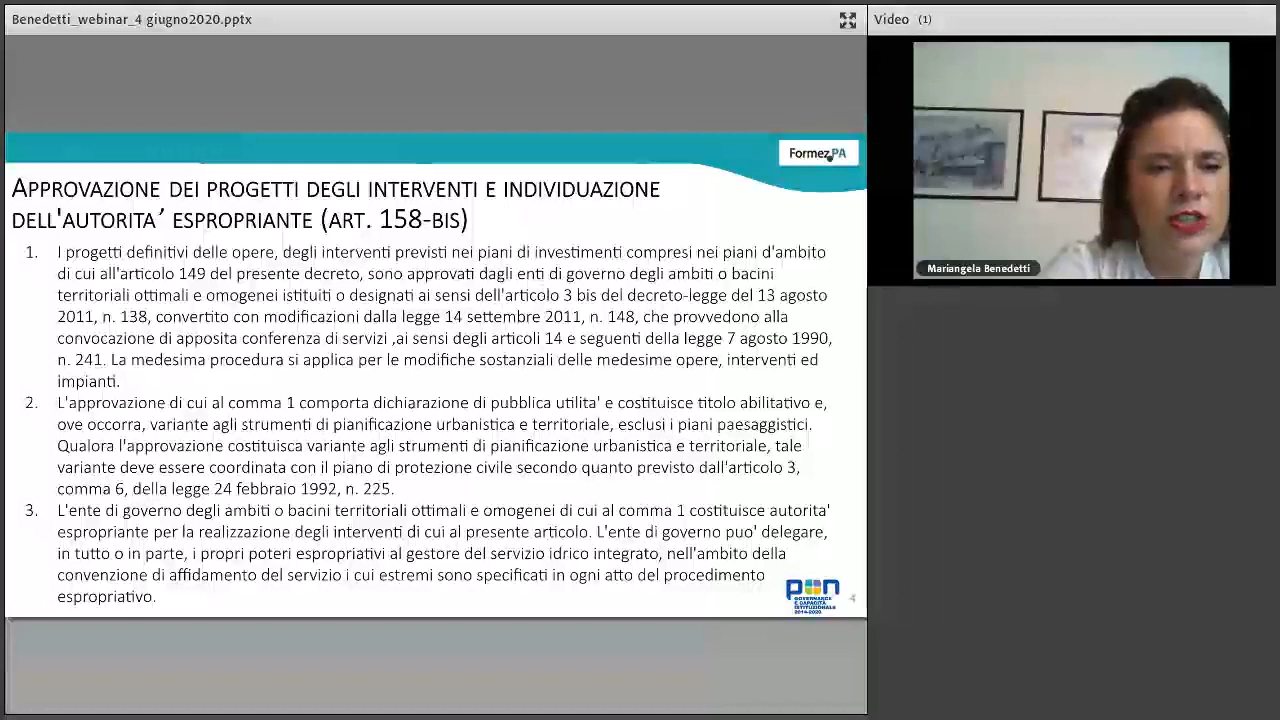 Benedetti_webinar_4 giugno2020.pptx
Video (1)
FormezPA
APPROVAZIONE DEI PROGETTI DEGLI INTERVENTI E INDIVIDUAZIONE
DELL'AUTORITA’ ESPROPRIANTE (ART. 158-BIS)
1. I progetti definitivi delle opere, degli interventi previsti nei piani di investimenti compresi nei piani d'ambito
di cui all'articolo 149 del presente decreto, sono approvati dagli enti di governo degli ambiti o bacini
territoriali ottimali e omogenei istituiti o designati ai sensi dell'articolo 3 bis del decreto-legge del 13 agosto
2011, n. 138, convertito con modificazioni dalla legge 14 settembre 2011, n. 148, che provvedono alla
convocazione di apposita conferenza di servizi ,ai sensi degli articoli 14 e seguenti della legge 7 agosto 1990,
n. 241. La medesima procedura si applica per le modifiche sostanziali delle medesime opere, interventi ed
impianti.
2. L'approvazione di cui al comma 1 comporta dichiarazione di pubblica utilita' e costituisce titolo abilitativo e,
ove occorra, variante agli strumenti di pianificazione urbanistica e territoriale, esclusi i piani paesaggistici.
Qualora l'approvazione costituisca variante agli strumenti di pianificazione urbanistica e territoriale, tale
variante deve essere coordinata con il piano di protezione civile secondo quanto previsto dall'articolo 3,
comma 6, della legge 24 febbraio 1992, n. 225.
3. L'ente di governo degli ambiti o bacini territoriali ottimali e omogenei di cui al comma 1 costituisce autorita'
espropriante per la realizzazione degli interventi di cui al presente articolo. L'ente di governo puo' delegare,
in tutto o in parte, i propri poteri espropriativi al gestore del servizio idrico integrato, nell'ambito della
convenzione di affidamento del servizio i cui estremi sono specificati in ogni atto del procedimento
espropriativo.
pon
GOVERNANCE
E CAPACITÀ
ISTITUZIONALE
2014-2020
4
Mariangela Benedetti